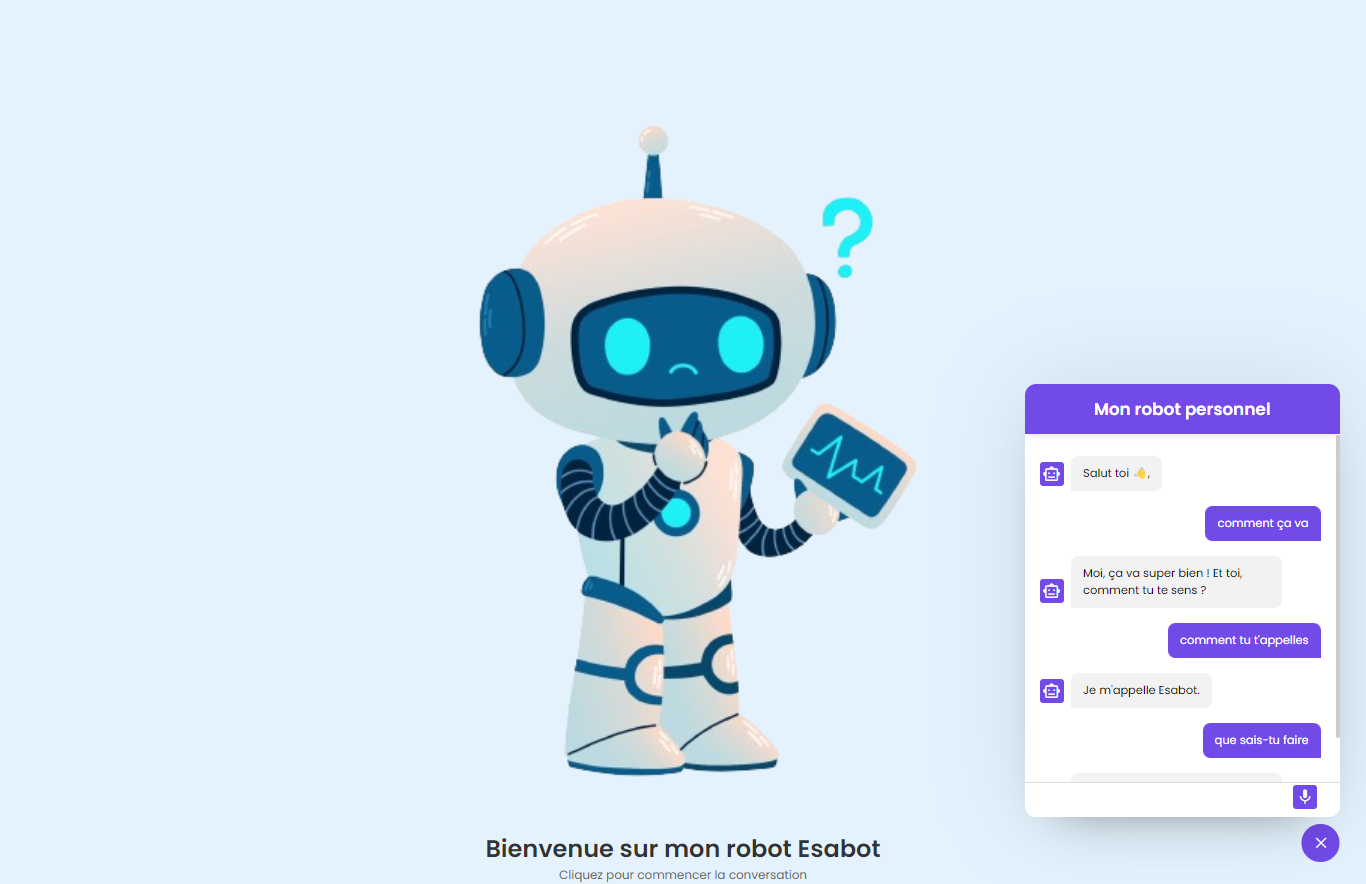 Mon robot personnel
Salut toi 👋,
comment ça va
Moi, ça va super bien ! Et toi,
comment tu te sens ?
comment tu t'appelles
Je m'appelle Esabot.
que sais-tu faire
Bienvenue sur mon robot Esabot
Cliquez pour commencer la conversation